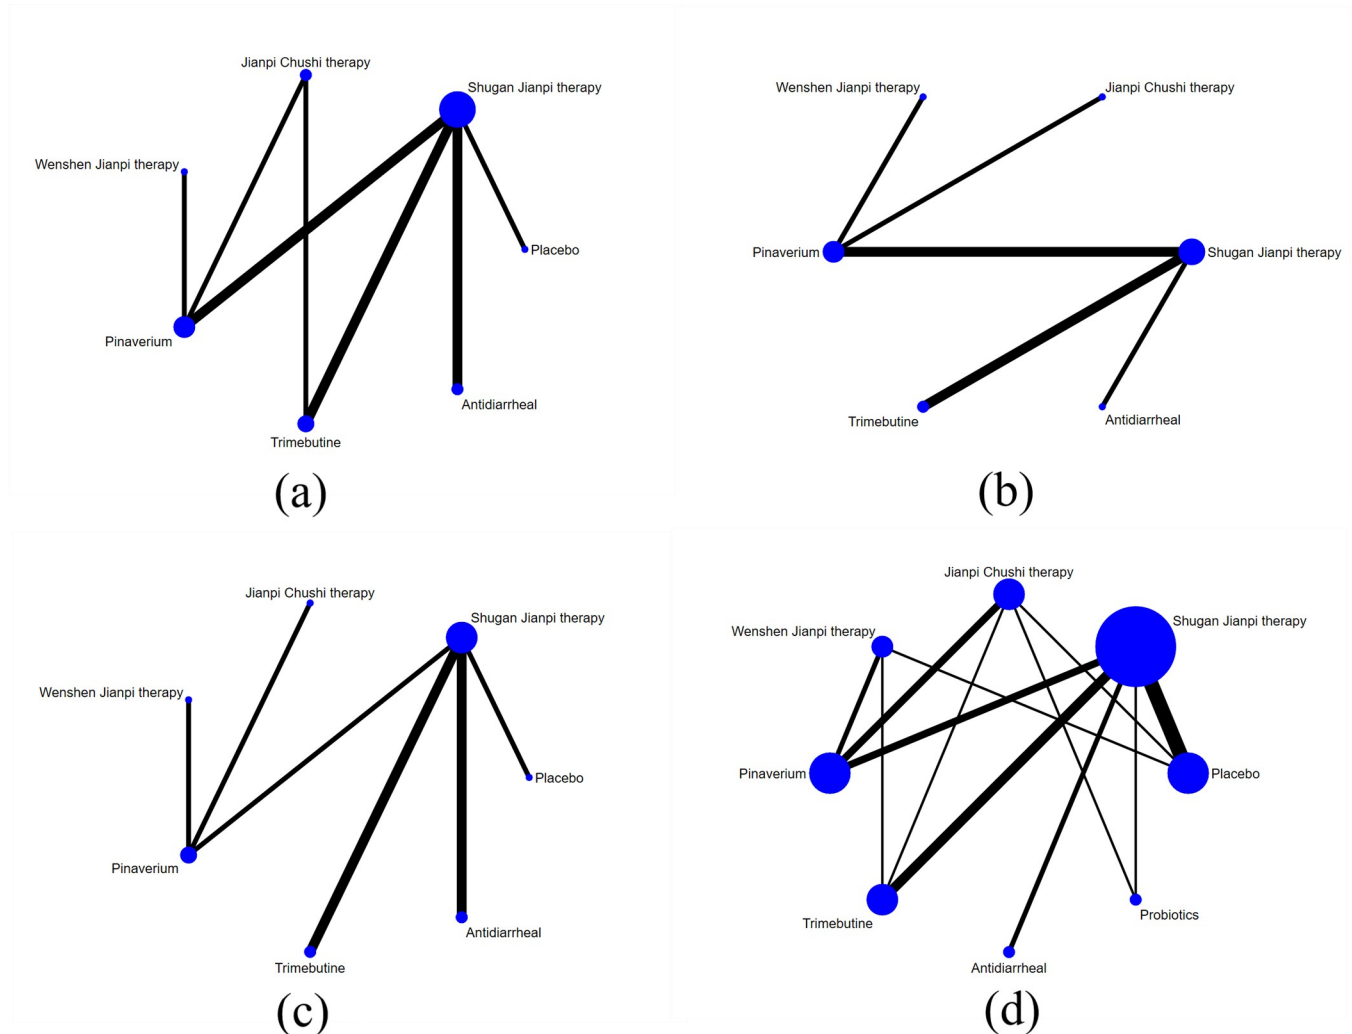 Jianpi Chushi therapy
Shugan Jianpi therapy
Wenshen Jianpi therapy
Placebo
Pinaverium
Antidiarrheal
Trimebutine
(a)
Wenshen Jianpi therapy
Jianpi Chushi therapy
Pinaverium
Shugan Jianpi therapy
Trimebutine
Antidiarrheal
(b)
Jianpi Chushi therapy
Shugan Jianpi therapy
Wenshen Jianpi therapy
Placebo
Pinaverium
Antidiarrheal
Trimebutine
(c)
Jianpi Chushi therapy
Shugan Jianpi therapy
Wenshen Jianpi therapy
Pinaverium
Placebo
Trimebutine
Probiotics
Antidiarrheal
(d)